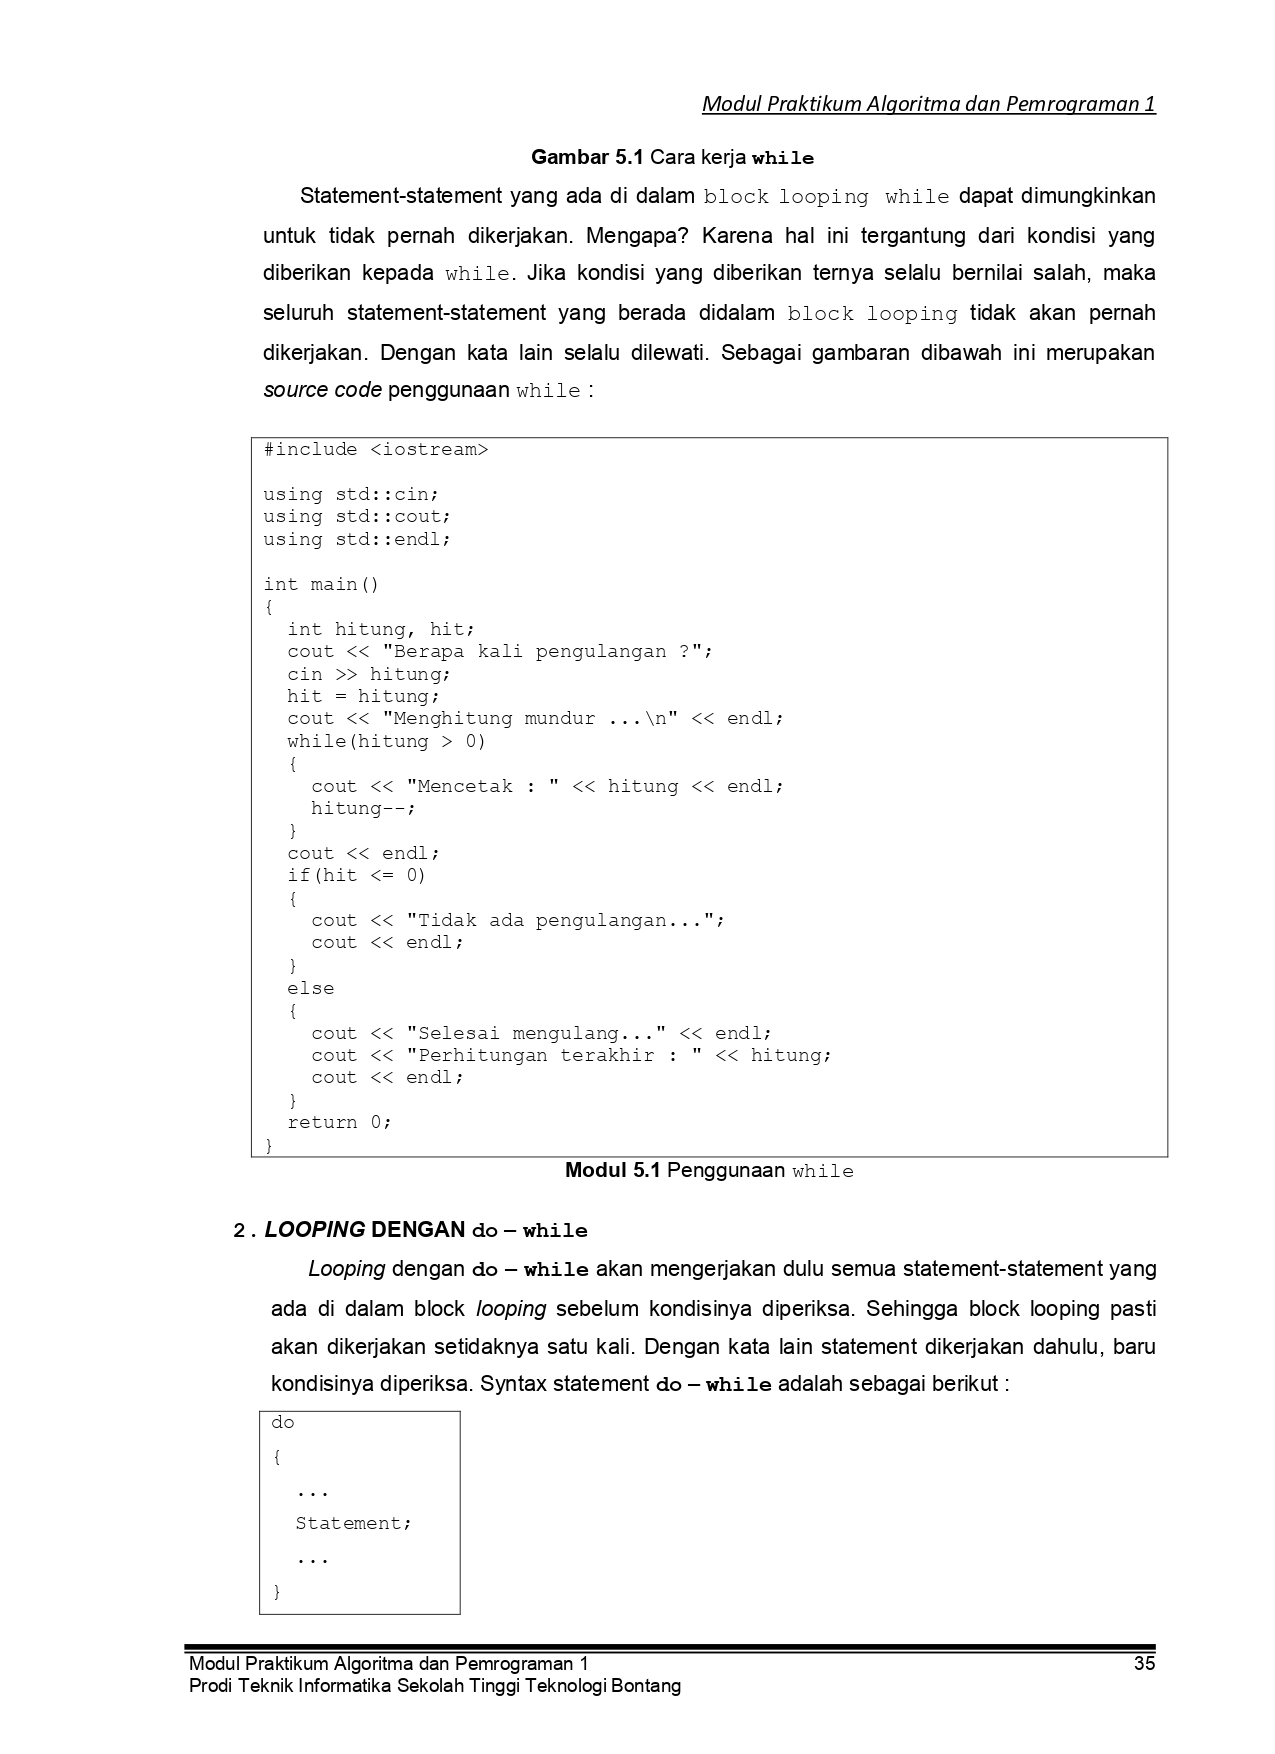 Modul Praktikum Algoritma dan Pemrograman 1
Gambar 5.1 Cara kerja while
Statement-statement yang ada di dalam block looping while dapat dimungkinkan
untuk tidak pernah dikerjakan. Mengapa? Karena hal ini tergantung dari kondisi yang
diberikan kepada while. Jika kondisi yang diberikan ternya selalu bernilai salah, maka
seluruh statement-statement yang berada didalam block looping tidak akan pernah
dikerjakan. Dengan kata lain selalu dilewati. Sebagai gambaran dibawah ini merupakan
source code penggunaan while :
#include <iostream>
using std::cin;
using std::cout;
using std::endl;
int main()
{
int hitung, hit;
cout << "Berapa kali pengulangan ?";
cin >> hitung;
hit = hitung;
cout << "Menghitung mundur ...\n" << endl;
while(hitung > 0)
{
cout << "Mencetak : " << hitung << endl;
hitung--;
}
cout << endl;
if(hit <= 0)
{
cout << "Tidak ada pengulangan...";
cout << endl;
}
else
{
cout << "Selesai mengulang..." << endl;
cout << "Perhitungan terakhir : " << hitung;
cout << endl;
}
return 0;
}
Modul 5.1 Penggunaan while
2. LOOPING DENGAN do – while
Looping dengan do – while akan mengerjakan dulu semua statement-statement yang
ada di dalam block looping sebelum kondisinya diperiksa. Sehingga block looping pasti
akan dikerjakan setidaknya satu kali. Dengan kata lain statement dikerjakan dahulu, baru
kondisinya diperiksa. Syntax statement do – while adalah sebagai berikut :
do
{
...
Statement;
...
}
Modul Praktikum Algoritma dan Pemrograman 1 35
Prodi Teknik Informatika Sekolah Tinggi Teknologi Bontang